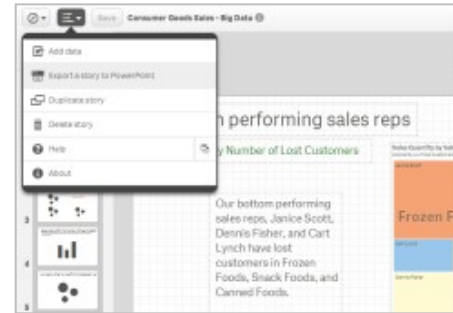 Save
Consumer Goods Sales - Big Data
Add data
Export a story to PowerPoint
Duplicate story
Delete story
Help
About
n performing sales reps
y Number of Lost Customers
Our bottom performing
sales reps, Janice Scott,
Dennis Fisher, and Cart
Lynch have lost
customers in Frozen
Foods, Snack Foods, and
Canned Foods.
Frozen F
3
4
5